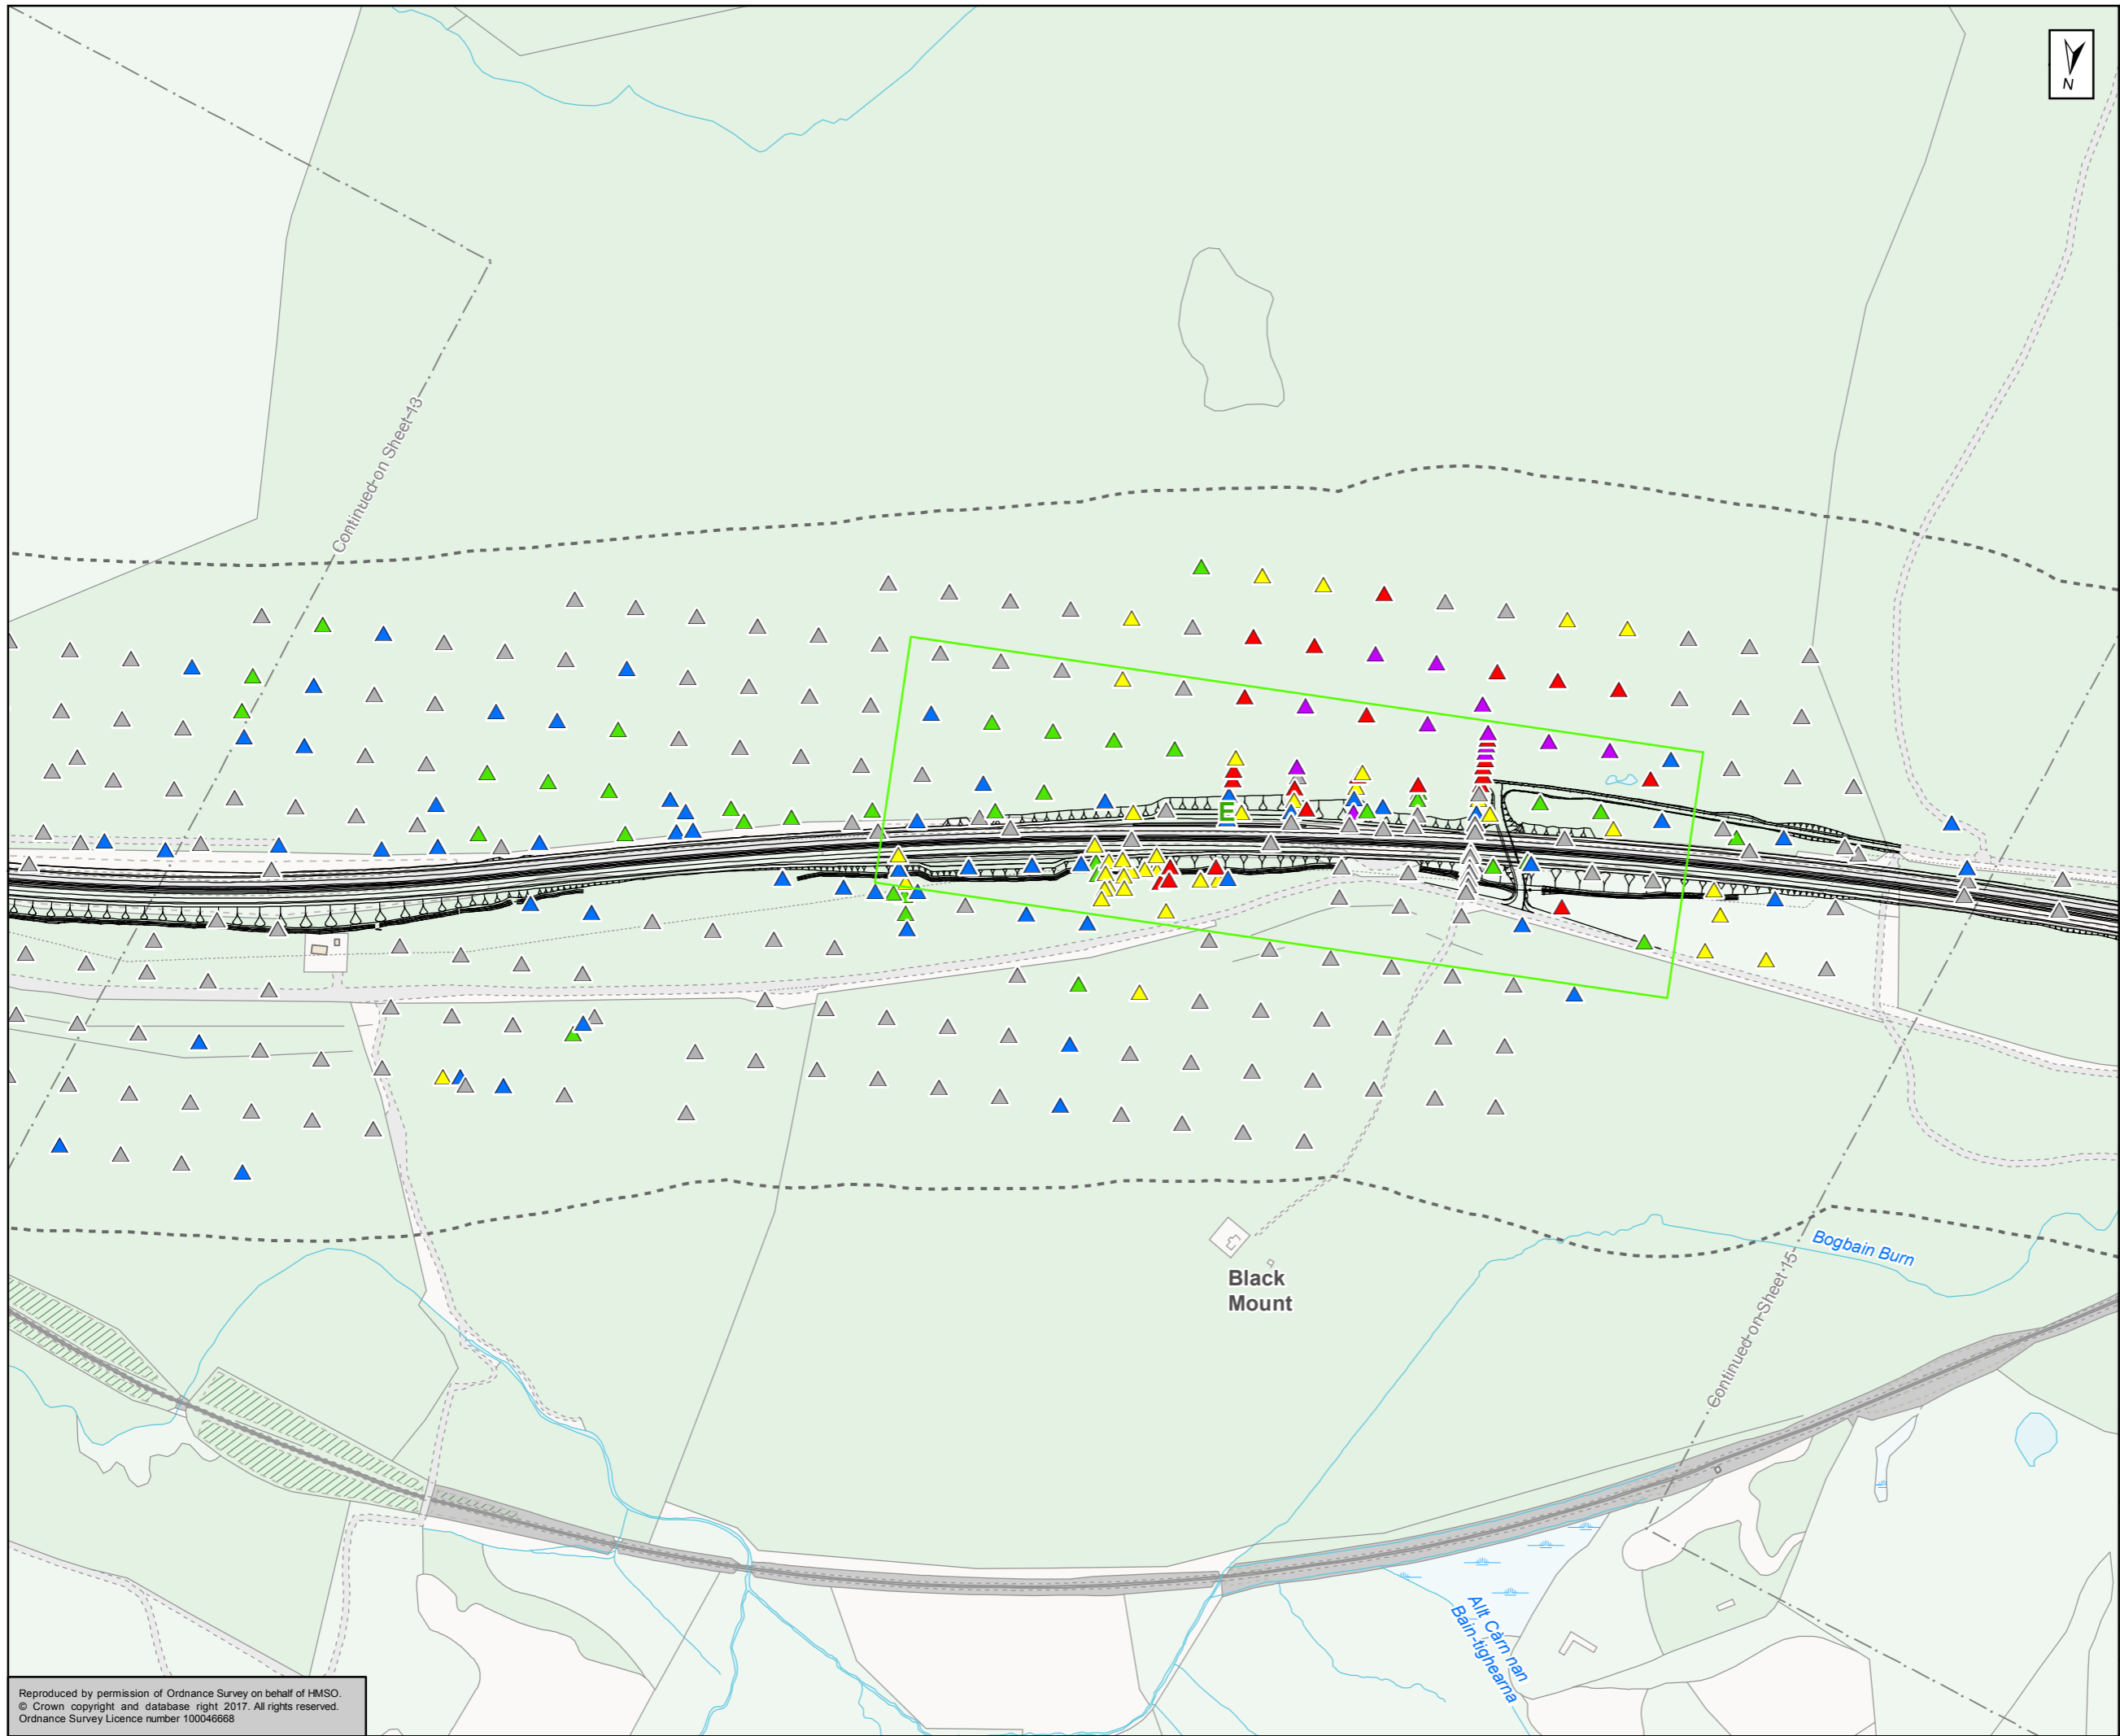 N
Continued on Sheet 13
E
Black
Mount
Bogbain Burn
Continued on Sheet 15
Allt Càrn nan
Bain-tighearna
Reproduced by permission of Ordnance Survey on behalf of HMSO.
© Crown copyright and database right 2017. All rights reserved.
Ordnance Survey Licence number 100046668